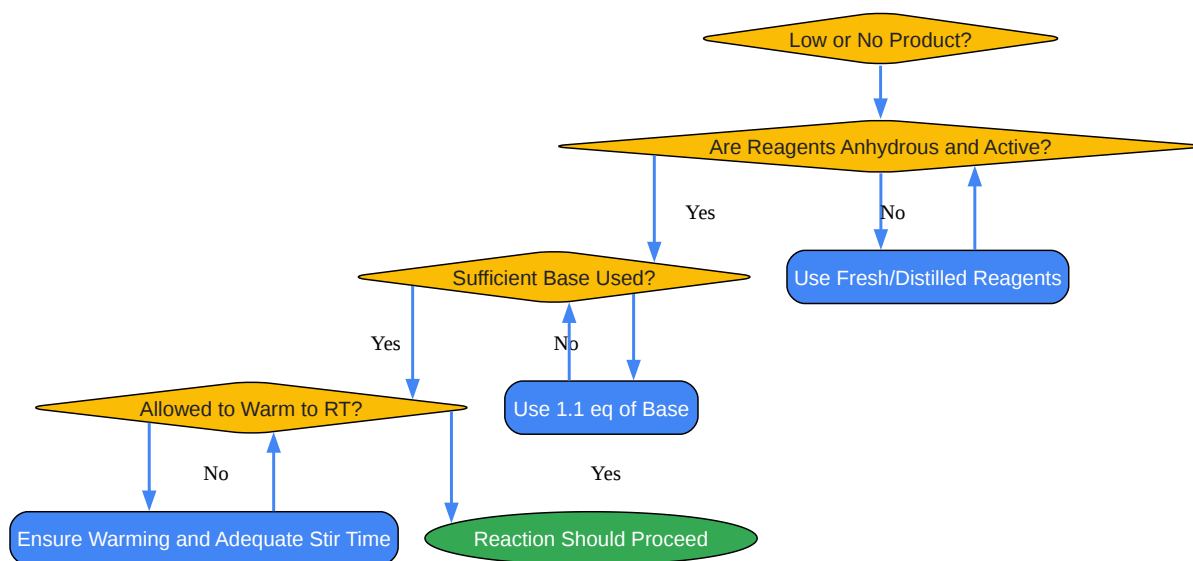 Low or No Product?
Are Reagents Anhydrous and Active?
Yes
No
Sufficient Base Used?
Use Fresh/Distilled Reagents
Yes
No
Allowed to Warm to RT?
Use 1.1 eq of Base
No
Yes
Ensure Warming and Adequate Stir Time
Reaction Should Proceed